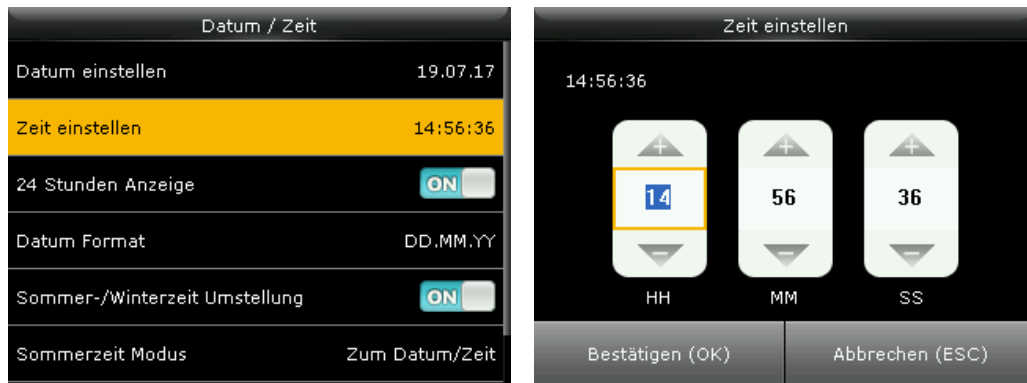 Datum / Zeit
Datum einstellen 19.07.17
Zeit einstellen 14:56:36
24 Stunden Anzeige ON
Datum Format DD.MM.YY
Sommer-/Winterzeit Umstellung ON
Sommerzeit Modus Zum Datum/Zeit
Zeit einstellen
14:56:36
+ + +
14 56 36
− − −
HH MM SS
Bestätigen (OK) Abbrechen (ESC)